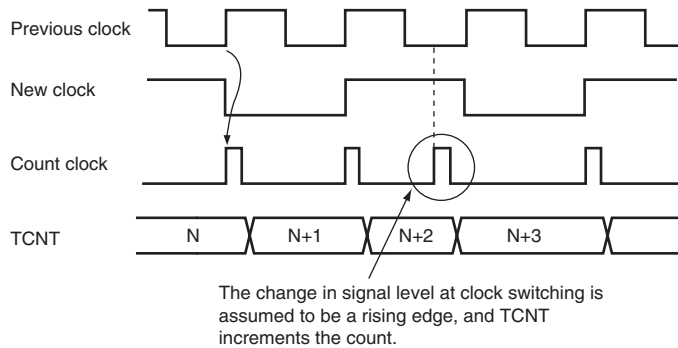 Previous clock
New clock
Count clock
TCNT
N
N+1
N+2
N+3
The change in signal level at clock switching is
assumed to be a rising edge, and TCNT
increments the count.